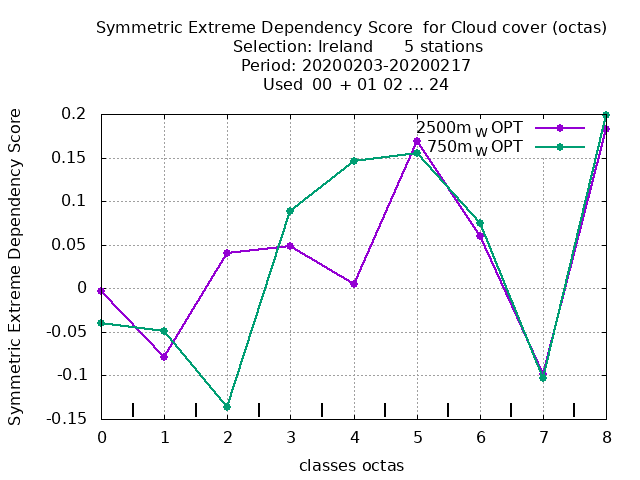 Symmetric Extreme Dependency Score for Cloud cover (octas)
Selection: Ireland 5 stations
Period: 20200203-20200217
Used 00 + 01 02 ... 24
Symmetric Extreme Dependency Score
0.2
0.15
0.1
0.05
0
-0.05
-0.1
-0.15
2500m W OPT
750m W OPT
0 1 2 3 4 5 6 7 8
classes octas